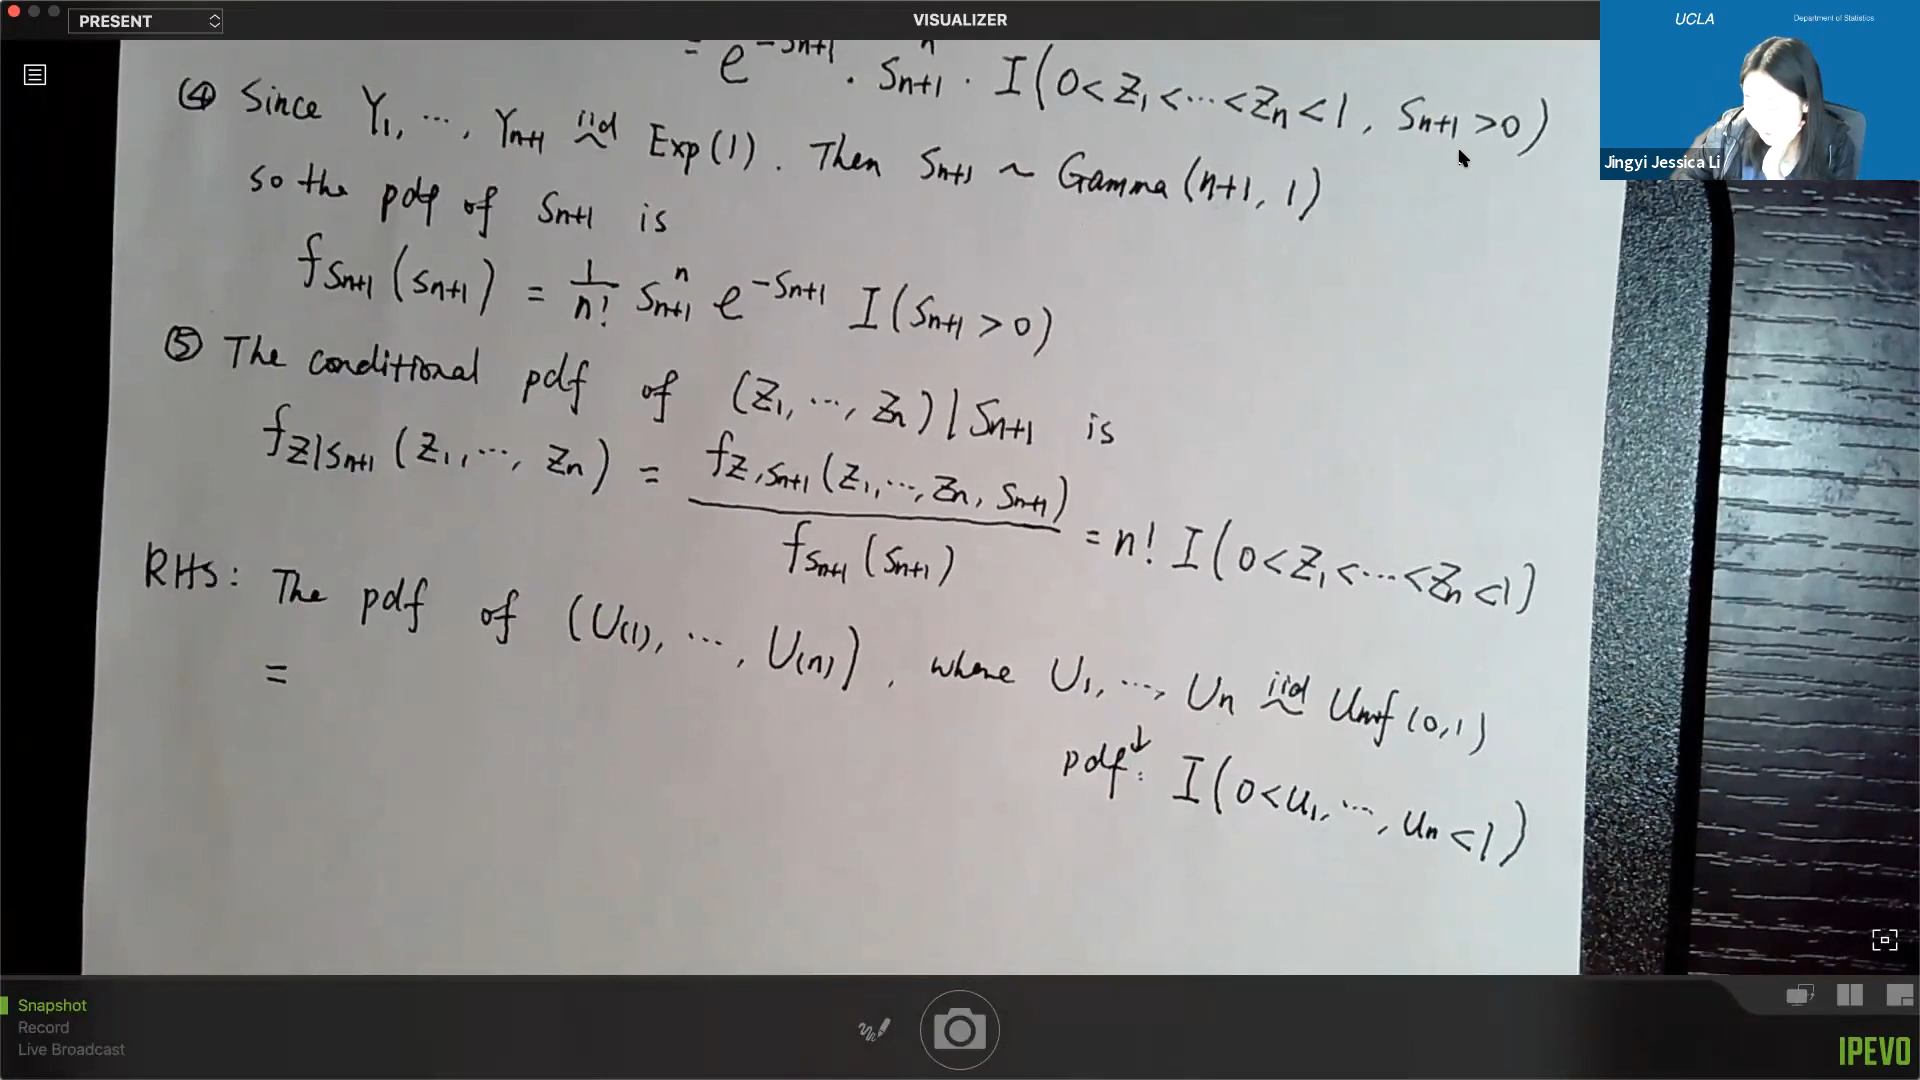 PRESENT
VISUALIZER
UCLA
Department of Statistics
Jingyi Jessica Li
= e^{-S_{n+1}} · S_{n+1}^n · I(0<Z_1<⋯<Z_n<1, S_{n+1}>0)
④ Since Y_1, ⋯, Y_{n+1} iid ~ Exp(1). Then S_{n+1} ~ Gamma(n+1, 1)
so the pdf of S_{n+1} is
f_{S_{n+1}}(s_{n+1}) = 1/n! S_{n+1}^n e^{-S_{n+1}} I(S_{n+1}>0)
⑤ The conditional pdf of (Z_1, ⋯, Z_n) | S_{n+1} is
f_{Z|S_{n+1}}(Z_1, ⋯, Z_n) = f_{Z,S_{n+1}}(Z_1, ⋯, Z_n, S_{n+1}) / f_{S_{n+1}}(S_{n+1}) = n! I(0<Z_1<⋯<Z_n<1)
RHS: The pdf of (U_{(1)}, ⋯, U_{(n)}), where U_1, ⋯, U_n iid ~ Unif(0,1)
=
pdf↓: I(0<u_1, ⋯, u_n<1)
Snapshot
Record
Live Broadcast
IPEVO